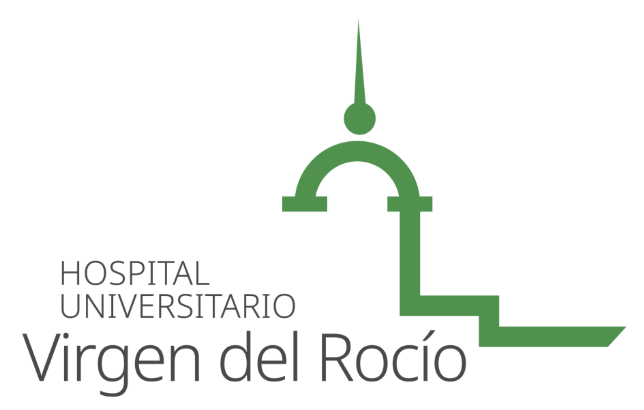 HOSPITAL
UNIVERSITARIO
Virgen del Rocío